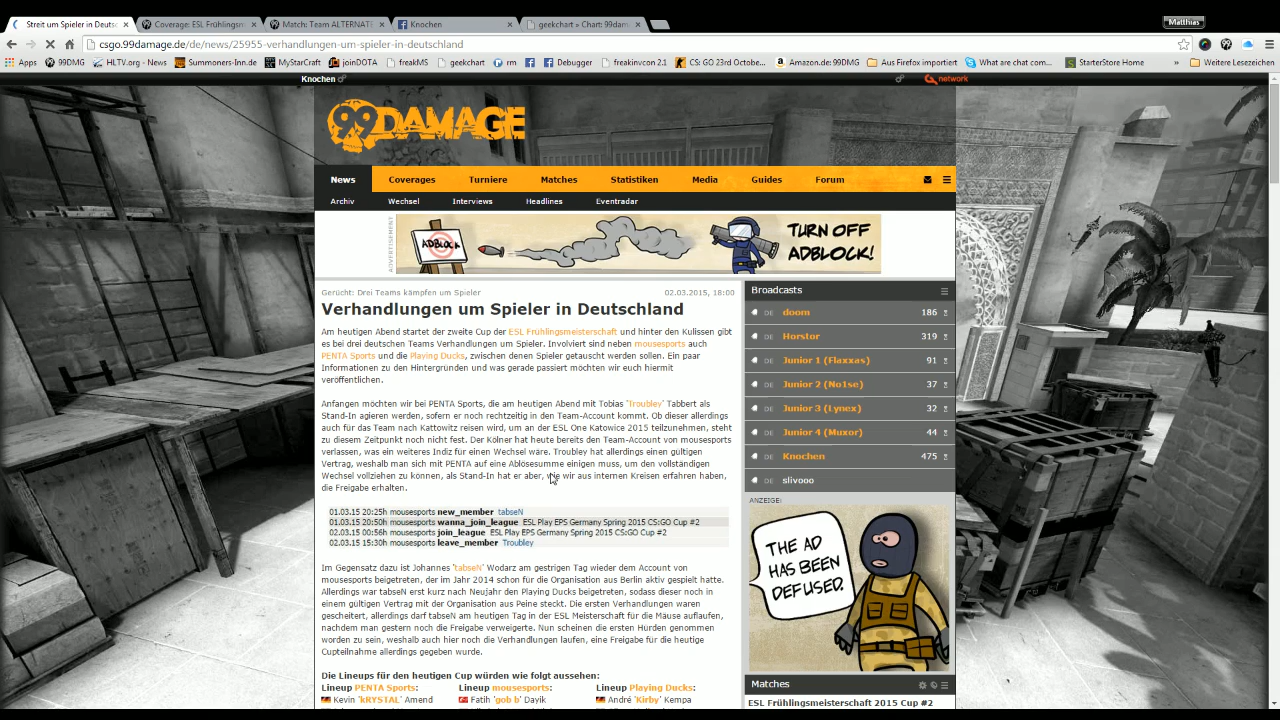 Streit um Spieler in Deutsc
Coverage: ESL Frühlingsm
Match: Team ALTERNAT
Knochen
geekchart » Chart: 99dam
Matthias
csgo.99damage.de/de/news/25955-verhandlungen-um-spieler-in-deutschland
Apps 99DMG HLTV.org - News Summoners-Inn.de MyStarCraft joinDOTA freakMS geekchart rm Debugger freakinvcon 2.1 CS: GO 23rd Octobe... Amazon.de: 99DMG Aus Firefox importiert What are chat com... StarterStore Home » Weitere Lesezeichen
Knochen network
99DAMAGE
News Coverages Turniere Matches Statistiken Media Guides Forum
Archiv Wechsel Interviews Headlines Eventradar
ADVERTISEMENT
ADBLOCK
TURN OFF
ADBLOCK!
Gerücht: Drei Teams kämpfen um Spieler 02.03.2015, 18:00
Verhandlungen um Spieler in Deutschland
Am heutigen Abend startet der zweite Cup der ESL Frühlingsmeisterschaft und hinter den Kulissen gibt
es bei drei deutschen Teams Verhandlungen um Spieler. Involviert sind neben mousesports auch
PENTA Sports und die Playing Ducks, zwischen denen Spieler getauscht werden sollen. Ein paar
Informationen zu den Hintergründen und was gerade passiert möchten wir euch hiermit
veröffentlichen.
Anfangen möchten wir bei PENTA Sports, die am heutigen Abend mit Tobias 'Troubley' Tabbert als
Stand-In agieren werden, sofern er noch rechtzeitig in den Team-Account kommt. Ob dieser allerdings
auch für das Team nach Kattowitz reisen wird, um an der ESL One Katowice 2015 teilzunehmen, steht
zu diesem Zeitpunkt noch nicht fest. Der Kölner hat heute bereits den Team-Account von mousesports
verlassen, was ein weiteres Indiz für einen Wechsel ware. Troubley hat allerdings einen gültigen
Vertrag, weshalb man sich mit PENTA auf eine Ablösesumme einigen muss, um den vollständigen
Wechsel vollziehen zu können, als Stand-In hat er aber, wie wir aus internen Kreisen erfahren haben,
die Freigabe erhalten.
01.03.15 20:25h mousesports new_member tabseN
01.03.15 20:50h mousesports wanna_join_league ESL Play EPS Germany Spring 2015 CS:GO Cup #2
02.03.15 00:56h mousesports join_league ESL Play EPS Germany Spring 2015 CS:GO Cup #2
02.03.15 15:30h mousesports leave_member Troubley
Im Gegensatz dazu ist Johannes 'tabseN' Wodarz am gestrigen Tag wieder dem Account von
mousesports beigetreten, der im Jahr 2014 schon für die Organisation aus Berlin aktiv gespielt hatte.
Allerdings war tabseN erst kurz nach Neujahr den Playing Ducks beigetreten, sodass dieser noch in
einem gültigen Vertrag mit der Organisation aus Peine steckt. Die ersten Verhandlungen waren
gescheitert, allerdings darf tabseN am heutigen Tag in der ESL Meisterschaft für die Mäuse auflaufen,
nachdem man gestern noch die Freigabe verweigerte. Nun scheinen die ersten Hürden genommen
worden zu sein, weshalb auch hier noch die Verhandlungen laufen, eine Freigabe für die heutige
Cupteilnahme allerdings gegeben wurde.
Die Lineups für den heutigen Cup würden wie folgt aussehen:
Lineup PENTA Sports: Lineup mousesports: Lineup Playing Ducks:
Kevin 'kRYSTAL' Amend Fatih 'gob b' Dayik André 'Kirby' Kempa
Broadcasts
DE doom 186
DE Horstor 319
DE Junior 1 (Flaxxas) 91
DE Junior 2 (No1se) 37
DE Junior 3 (Lynex) 32
DE Junior 4 (Muxor) 44
DE Knochen 475
DE slivooo
ANZEIGE:
THE AD
HAS BEEN
DEFUSED.
Matches
ESL Frühlingsmeisterschaft 2015 Cup #2